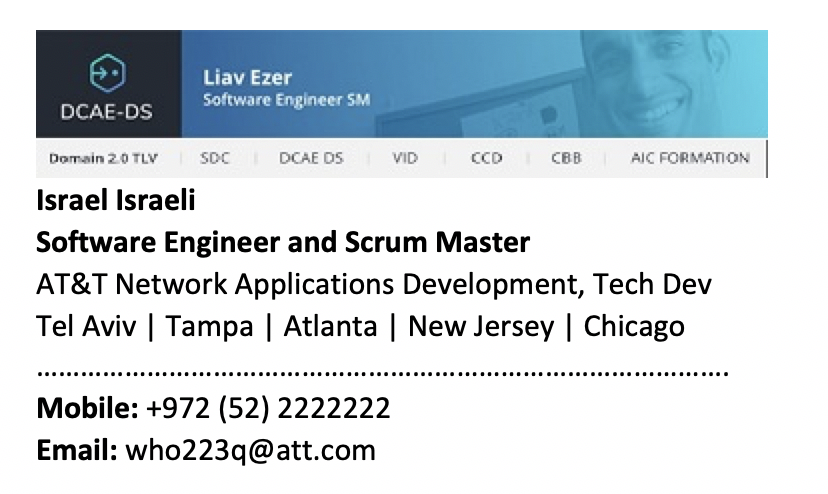 DCAE-DS
Liav Ezer
Software Engineer SM
Domain 2.0 TLV | SDC | DCAE DS | VID | CCD | CBB | AIC FORMATION
Israel Israeli
Software Engineer and Scrum Master
AT&T Network Applications Development, Tech Dev
Tel Aviv | Tampa | Atlanta | New Jersey | Chicago
…………………………………………………………………………………….
Mobile: +972 (52) 2222222
Email: who223q@att.com